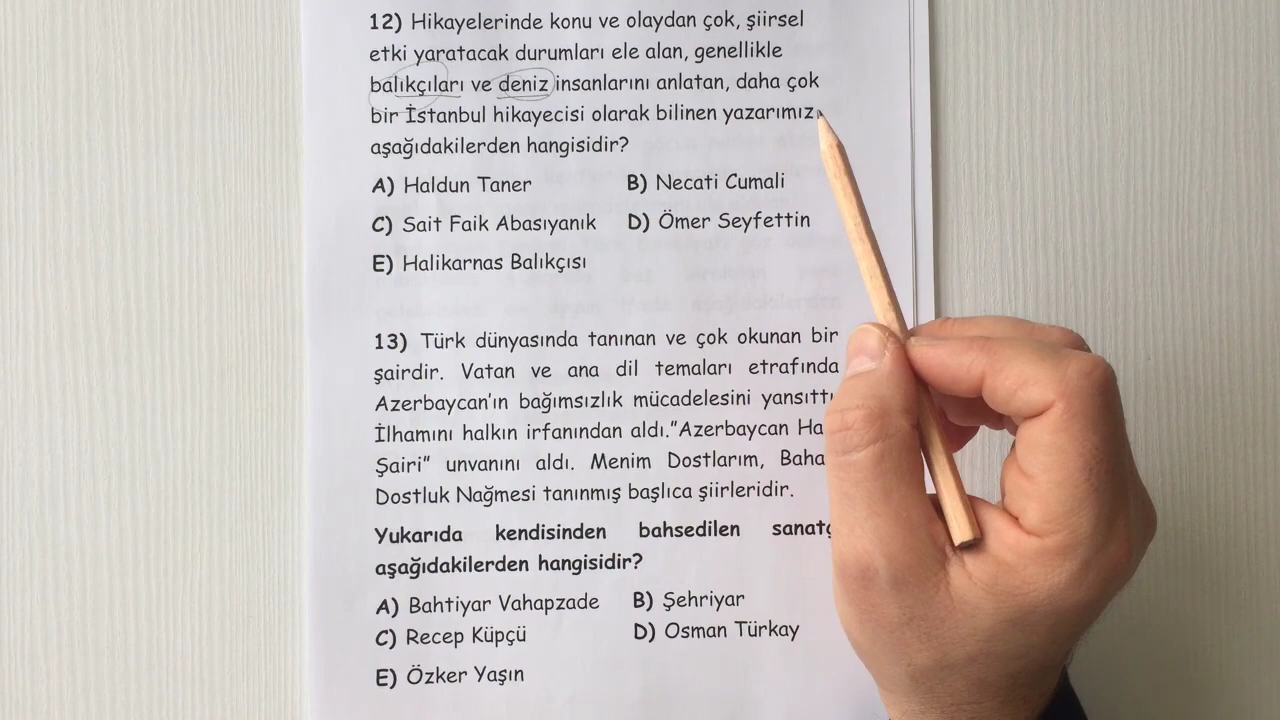 12) Hikayelerinde konu ve olaydan çok, şiirsel
etki yaratacak durumları ele alan, genellikle
balıkçıları ve deniz insanlarını anlatan, daha çok
bir İstanbul hikayecisi olarak bilinen yazarımız
aşağıdakilerden hangisidir?
A) Haldun Taner B) Necati Cumali
C) Sait Faik Abasıyanık D) Ömer Seyfettin
E) Halikarnas Balıkçısı
13) Türk dünyasında tanınan ve çok okunan bir
şairdir. Vatan ve ana dil temaları etrafında
Azerbaycan'ın bağımsızlık mücadelesini
İlhamını halkın irfanından aldı."Azerbaycan
Şairi" unvanını aldı. Menim Dostlarım,
Dostluk Nağmesi tanınmış başlıca şiirleridir.
Yukarıda kendisinden bahsedilen
aşağıdakilerden hangisidir?
A) Bahtiyar Vahapzade B) Şehriyar
C) Recep Küpçü D) Osman Türkay
E) Özker Yaşın